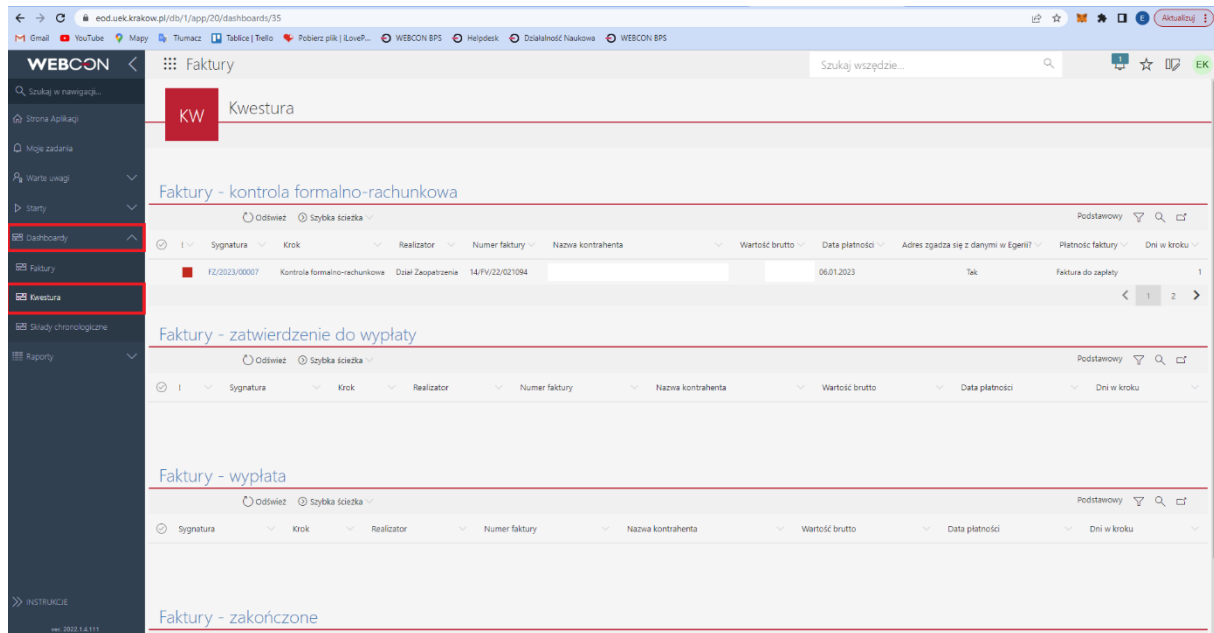 eod.uek.krakow.pl/db/1/app/20/dashboards/35
E Aktualizuj
Gmail YouTube Mapy Tłumacz Tablice | Trello Pobierz plik | iLoveP... WEBCON BPS Helpdesk Działalność Naukowa WEBCON BPS
WEBCON Faktury Szukaj wszędzie... 1 EK
Szukaj w nawigacji...
Strona Aplikacji
Moje zadania
Warte uwagi
Starty
Dashboardy
Faktury
Kwestura
Składy chronologiczne
Raporty
INSTRUKCJE
ver. 2022.1.4.111
KW Kwestura
Faktury - kontrola formalno-rachunkowa
Odśwież Szybka ścieżka Podstawowy
I Sygnatura Krok Realizator Numer faktury Nazwa kontrahenta Wartość brutto Data płatności Adres zgadza się z danymi w Egerii? Płatnośc faktury Dni w kroku
FZ/2023/00007 Kontrola formalno-rachunkowa Dział Zaopatrzenie 14/FV/22/021094 06.01.2023 Tak Faktura do zapłaty 1
1 2
Faktury - zatwierdzenie do wypłaty
Odśwież Szybka ścieżka Podstawowy
I Sygnatura Krok Realizator Numer faktury Nazwa kontrahenta Wartość brutto Data płatności Dni w kroku
Faktury - wypłata
Odśwież Szybka ścieżka Podstawowy
Sygnatura Krok Realizator Numer faktury Nazwa kontrahenta Wartość brutto Data płatności Dni w kroku
Faktury - zakończone